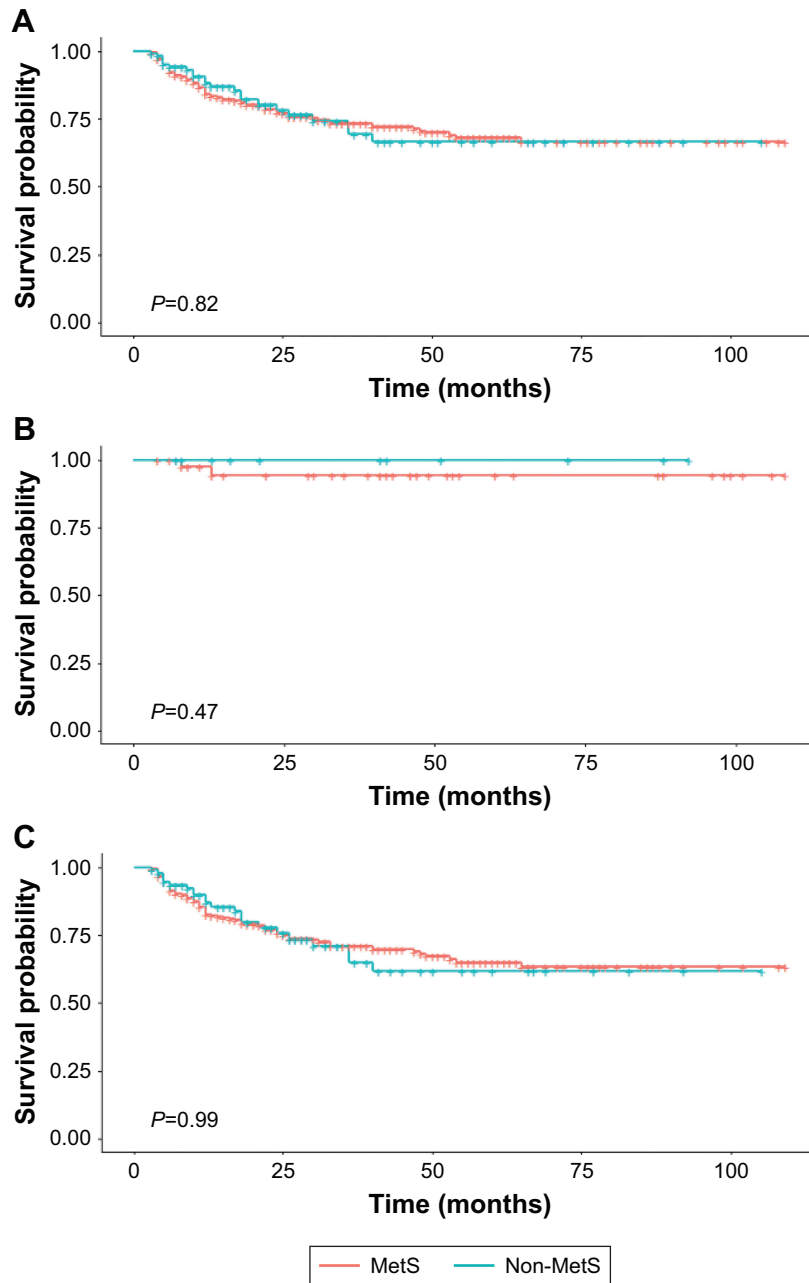 A
Survival probability
1.00
0.75
0.50
0.25
0.00
P=0.82
0 25 50 75 100
Time (months)
B
Survival probability
1.00
0.75
0.50
0.25
0.00
P=0.47
0 25 50 75 100
Time (months)
C
Survival probability
1.00
0.75
0.50
0.25
0.00
P=0.99
0 25 50 75 100
Time (months)
MetS Non-MetS